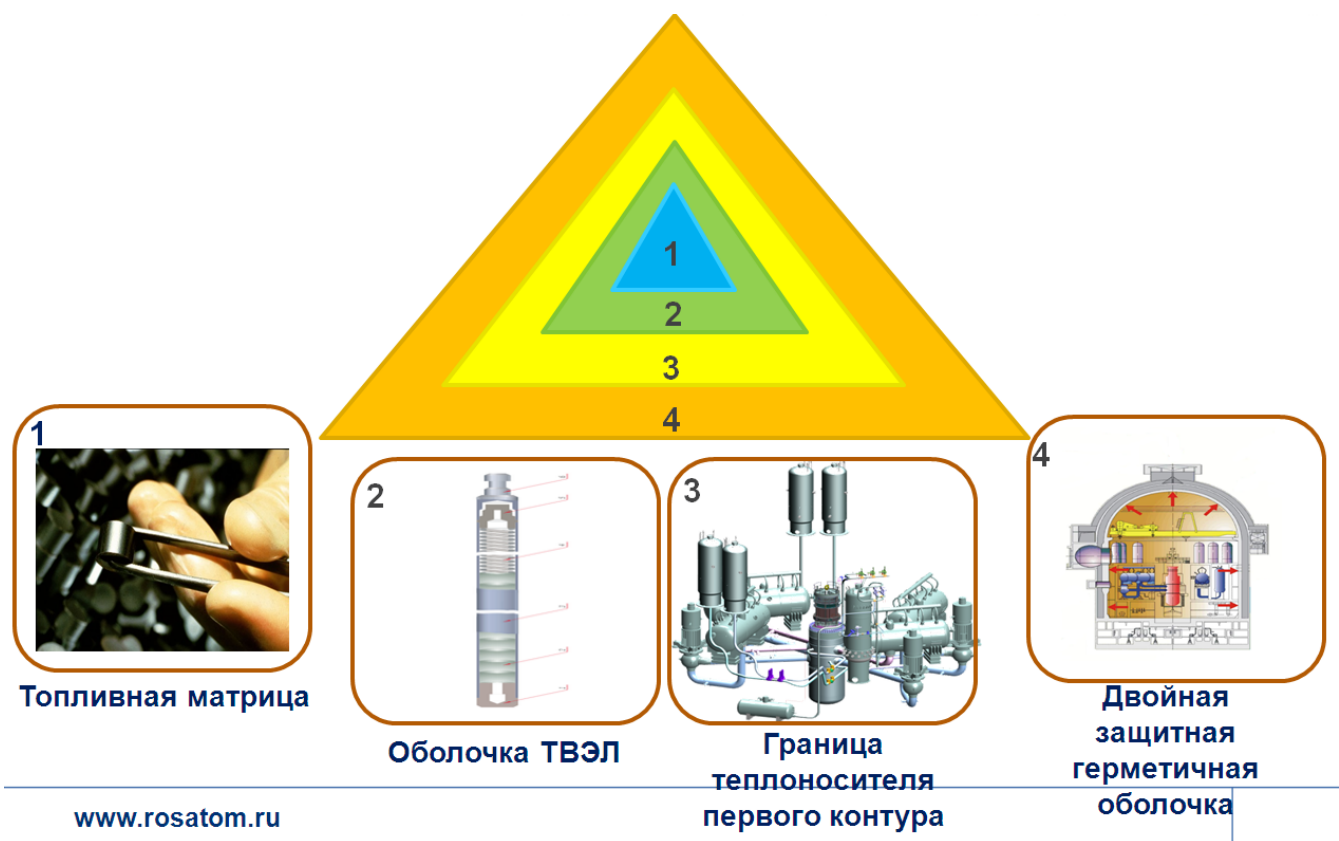 1
2
3
4
1
Топливная матрица
2
Оболочка ТВЭЛ
3
Граница
теплоносителя
первого контура
4
Двойная
защитная
герметичная
оболочка
www.rosatom.ru